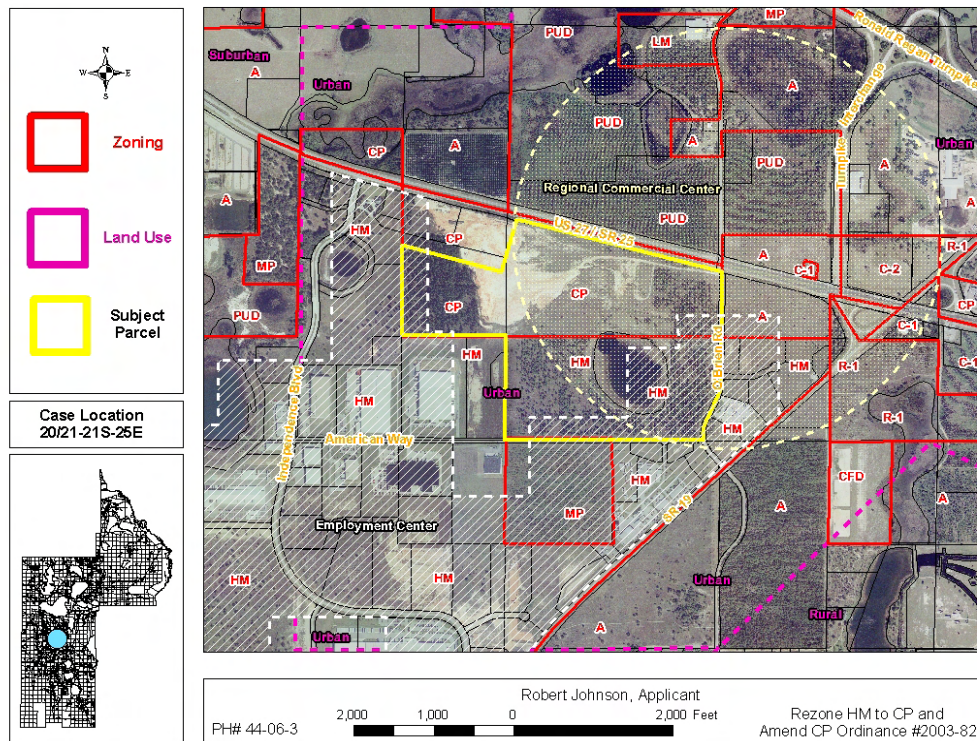 N
W E
S
Zoning
Land Use
Subject
Parcel
Case Location
20/21-21S-25E
Suburban
A
Urban
PUD
LM
MP
Ronald Regan Turnpike
PUD
A
Turnpike Interchange
CP
A
A
PUD
A
Urban
A
Regional Commercial Center
A
PUD
HM
CP
US 27 / SR 25
A
C-1
C-2
R-1
MP
CP
CP
CP
PUD
A
C-1
HM
HM
HM
HM
R-1
C-1
Independence Blvd
HM
Urban
O'Brien Rd
R-1
American Way
HM
HM
HM
CFD
A
Employment Center
MP
SR-19
A
HM
HM
Urban
Rural
Urban
A
Robert Johnson, Applicant
PH# 44-06-3
2,000 1,000 0 2,000 Feet
Rezone HM to CP and
Amend CP Ordinance #2003-82